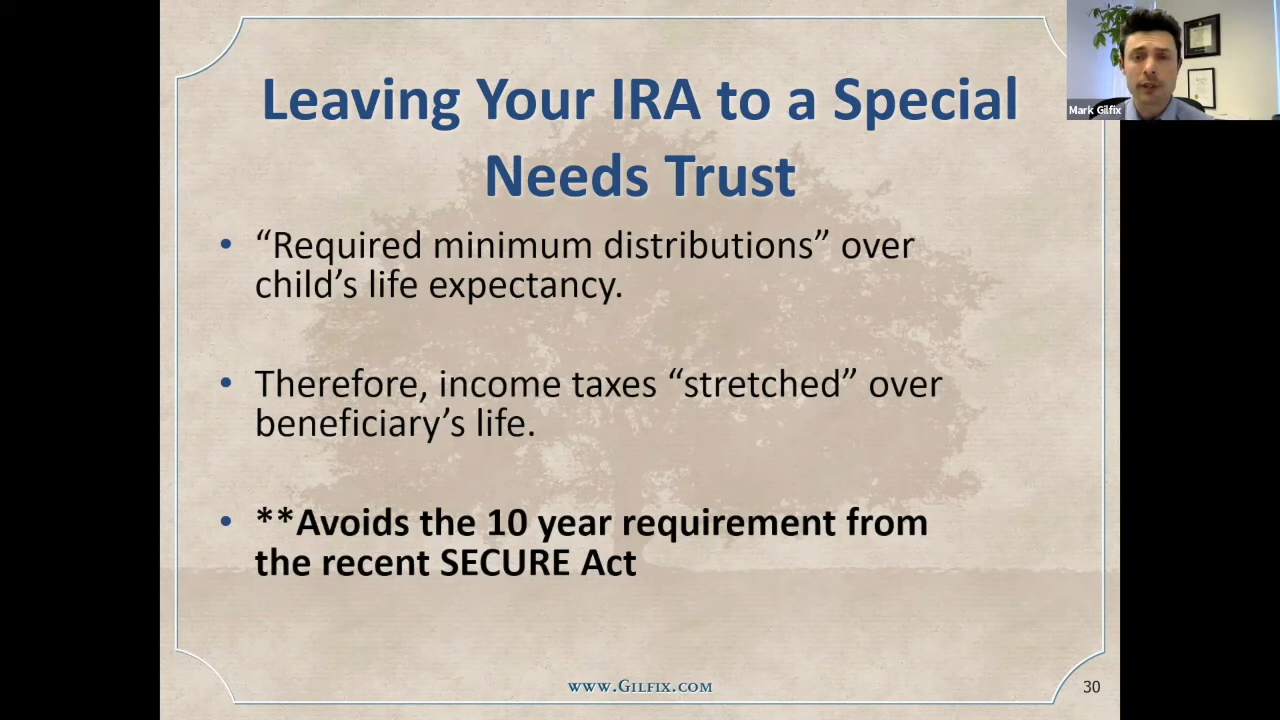 Leaving Your IRA to a Special
Needs Trust
• “Required minimum distributions” over
child’s life expectancy.
• Therefore, income taxes “stretched” over
beneficiary’s life.
• **Avoids the 10 year requirement from
the recent SECURE Act
www.Gilfix.com
30
Mark Gilfix